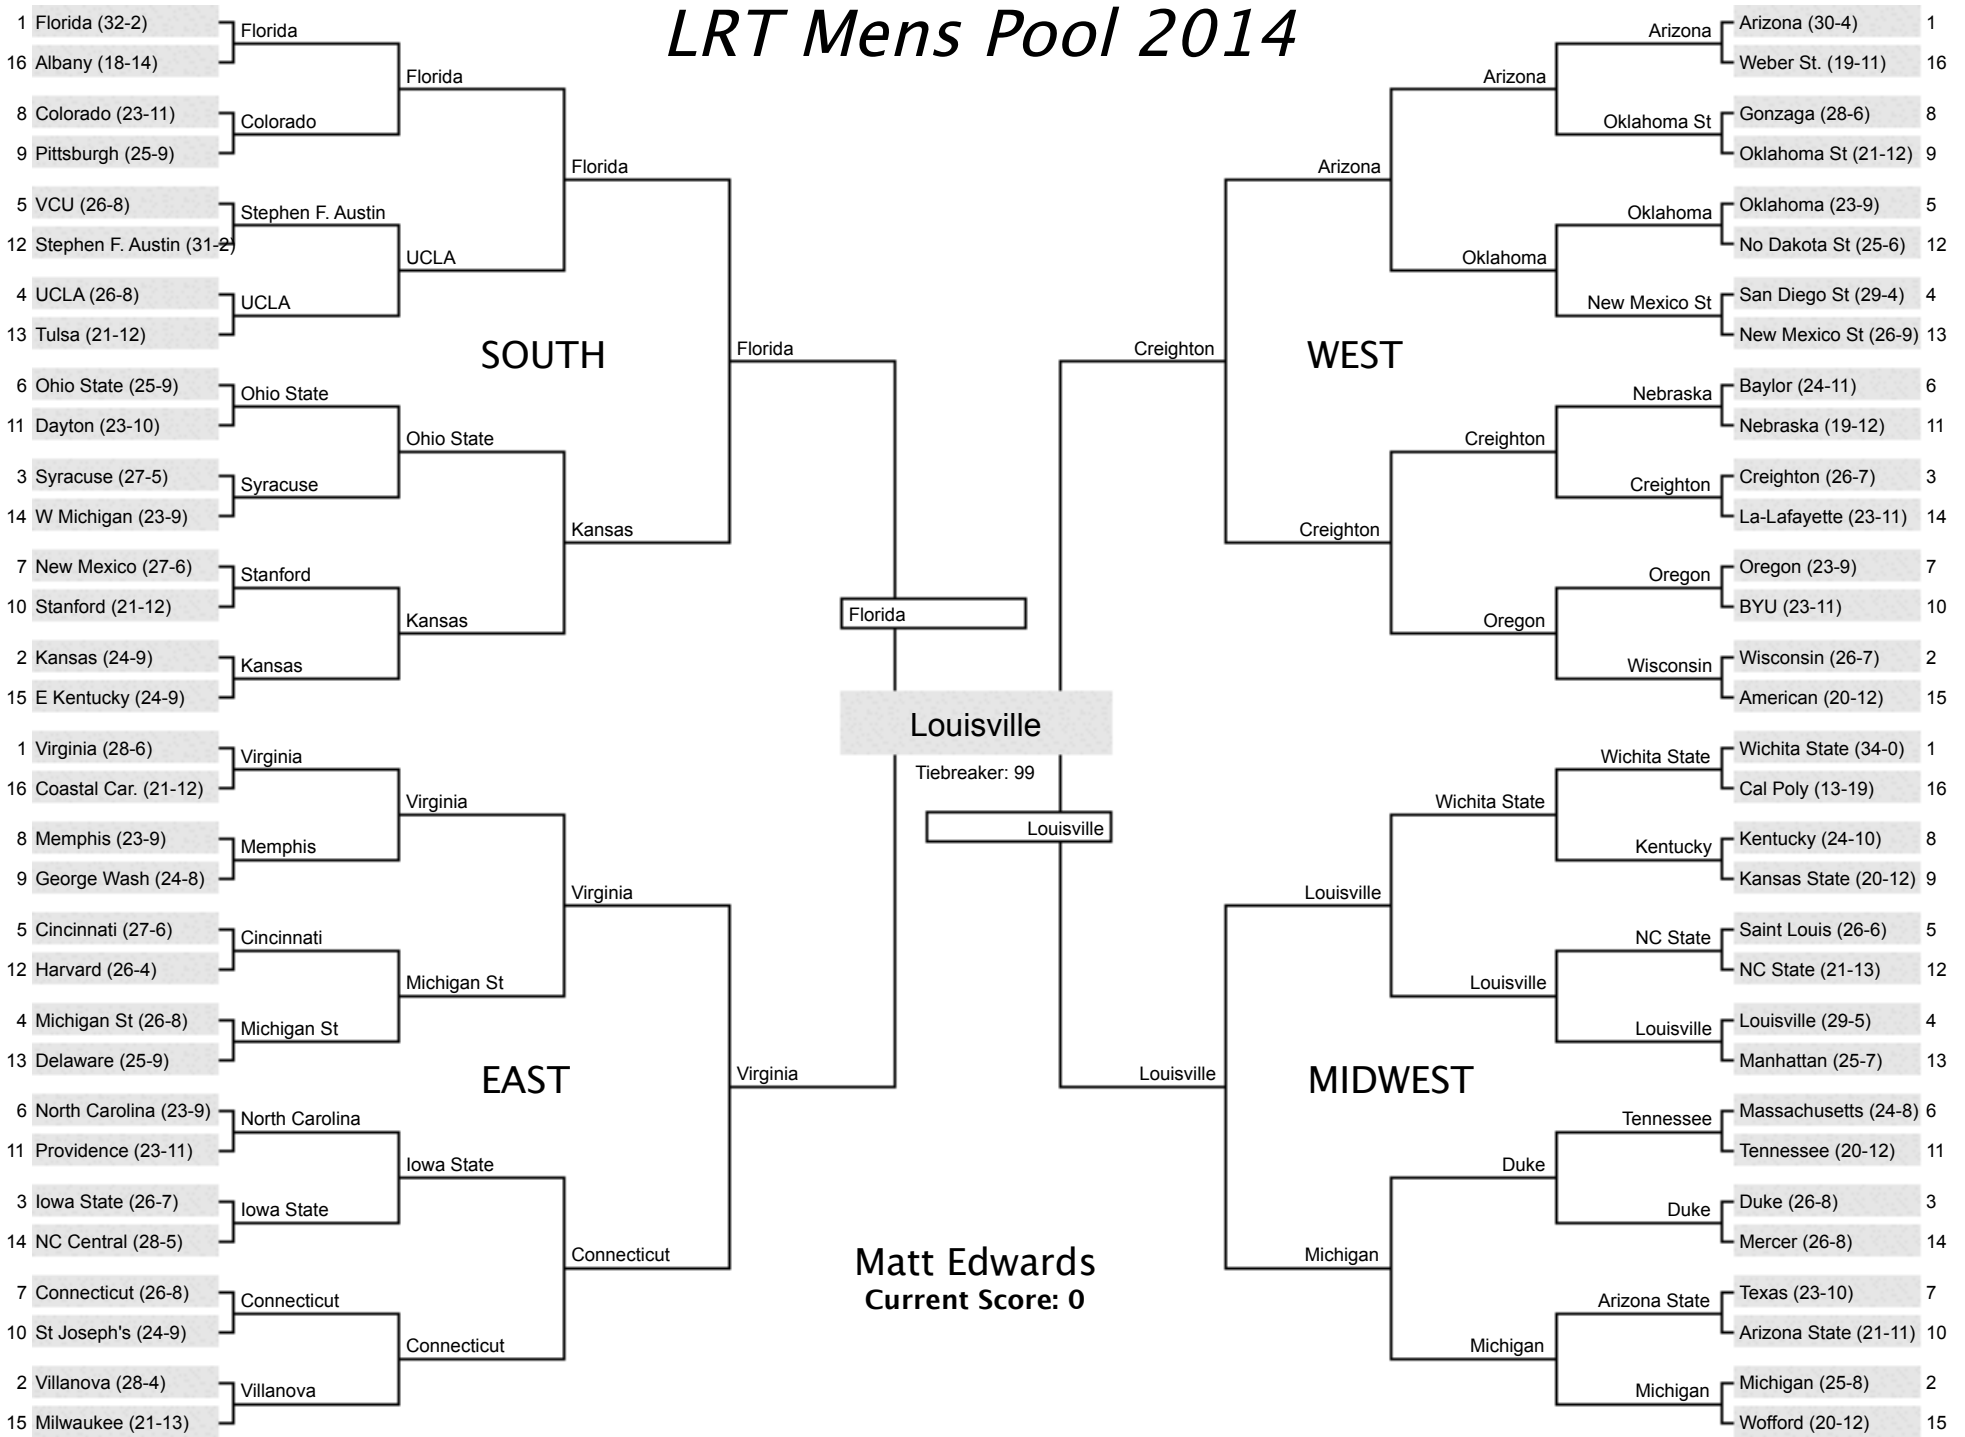 LRT Mens Pool 2014
1 Florida (32-2)
Florida
16 Albany (18-14)
Florida
8 Colorado (23-11)
Colorado
9 Pittsburgh (25-9)
Florida
5 VCU (26-8)
Stephen F. Austin
12 Stephen F. Austin (31-2)
UCLA
4 UCLA (26-8)
UCLA
13 Tulsa (21-12)
SOUTH
Florida
6 Ohio State (25-9)
Ohio State
11 Dayton (23-10)
Ohio State
3 Syracuse (27-5)
Syracuse
14 W Michigan (23-9)
Kansas
7 New Mexico (27-6)
Stanford
10 Stanford (21-12)
Kansas
2 Kansas (24-9)
Kansas
15 E Kentucky (24-9)
1 Virginia (28-6)
Virginia
16 Coastal Car. (21-12)
Virginia
8 Memphis (23-9)
Memphis
9 George Wash (24-8)
Virginia
5 Cincinnati (27-6)
Cincinnati
12 Harvard (26-4)
Michigan St
4 Michigan St (26-8)
Michigan St
13 Delaware (25-9)
EAST
Virginia
6 North Carolina (23-9)
North Carolina
11 Providence (23-11)
Iowa State
3 Iowa State (26-7)
Iowa State
14 NC Central (28-5)
Connecticut
7 Connecticut (26-8)
Connecticut
10 St Joseph's (24-9)
Connecticut
2 Villanova (28-4)
Villanova
15 Milwaukee (21-13)
Florida
Louisville
Tiebreaker: 99
Louisville
Matt Edwards
Current Score: 0
Arizona (30-4) 1
Arizona
Weber St. (19-11) 16
Arizona
Gonzaga (28-6) 8
Oklahoma St
Oklahoma St (21-12) 9
Arizona
Oklahoma (23-9) 5
Oklahoma
No Dakota St (25-6) 12
Oklahoma
San Diego St (29-4) 4
New Mexico St
New Mexico St (26-9) 13
WEST
Creighton
Baylor (24-11) 6
Nebraska
Nebraska (19-12) 11
Creighton
Creighton (26-7) 3
Creighton
La-Lafayette (23-11) 14
Creighton
Oregon (23-9) 7
Oregon
BYU (23-11) 10
Oregon
Wisconsin (26-7) 2
Wisconsin
American (20-12) 15
Wichita State (34-0) 1
Wichita State
Cal Poly (13-19) 16
Wichita State
Kentucky (24-10) 8
Kentucky
Kansas State (20-12) 9
Louisville
Saint Louis (26-6) 5
NC State
NC State (21-13) 12
Louisville
Louisville (29-5) 4
Louisville
Manhattan (25-7) 13
MIDWEST
Louisville
Massachusetts (24-8) 6
Tennessee
Tennessee (20-12) 11
Duke
Duke (26-8) 3
Duke
Mercer (26-8) 14
Michigan
Texas (23-10) 7
Arizona State
Arizona State (21-11) 10
Michigan
Michigan (25-8) 2
Michigan
Wofford (20-12) 15